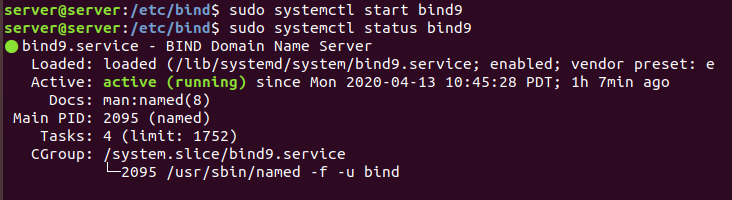 server@server:/etc/bind$ sudo systemctl start bind9
server@server:/etc/bind$ sudo systemctl status bind9
● bind9.service - BIND Domain Name Server
   Loaded: loaded (/lib/systemd/system/bind9.service; enabled; vendor preset: e
   Active: active (running) since Mon 2020-04-13 10:45:28 PDT; 1h 7min ago
     Docs: man:named(8)
 Main PID: 2095 (named)
    Tasks: 4 (limit: 1752)
   CGroup: /system.slice/bind9.service
           └─2095 /usr/sbin/named -f -u bind